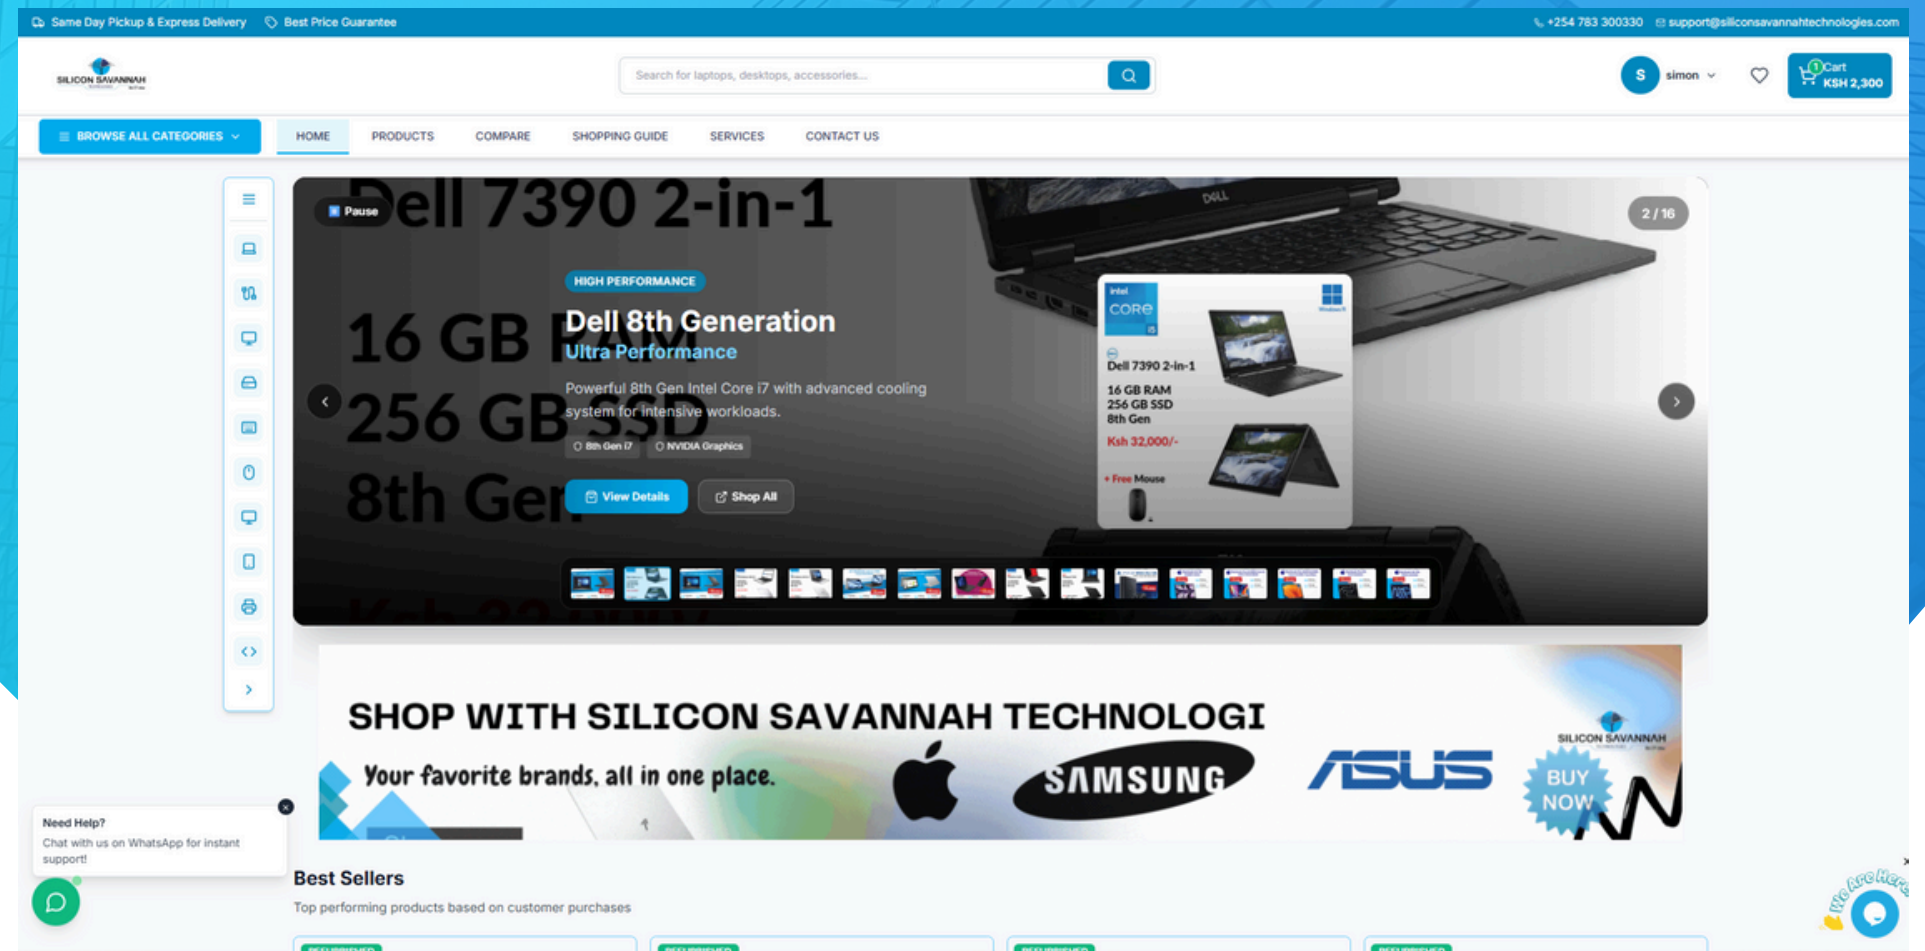 Same Day Pickup & Express Delivery
Best Price Guarantee
+254 783 300330
support@siliconsavannahtechnologies.com
SILICON SAVANNAH
Search for laptops, desktops, accessories...
S
simon
1
Cart
KSH 2,300
BROWSE ALL CATEGORIES
HOME
PRODUCTS
COMPARE
SHOPPING GUIDE
SERVICES
CONTACT US
Dell 7390 2-in-1
Pause
2 / 16
DELL
16 GB RAM
256 GB SSD
8th Gen
HIGH PERFORMANCE
Dell 8th Generation
Ultra Performance
Powerful 8th Gen Intel Core i7 with advanced cooling
system for intensive workloads.
8th Gen i7
NVIDIA Graphics
View Details
Shop All
intel
CORE
i5
Dell 7390 2-in-1
16 GB RAM
256 GB SSD
8th Gen
Ksh 32,000/-
+ Free Mouse
SHOP WITH SILICON SAVANNAH TECHNOLOGI
Your favorite brands, all in one place.
SAMSUNG
ASUS
SILICON SAVANNAH
BUY
NOW
Need Help?
Chat with us on WhatsApp for instant
support!
Best Sellers
Top performing products based on customer purchases
We Are Here
REFURBISHED
REFURBISHED
REFURBISHED
REFURBISHED